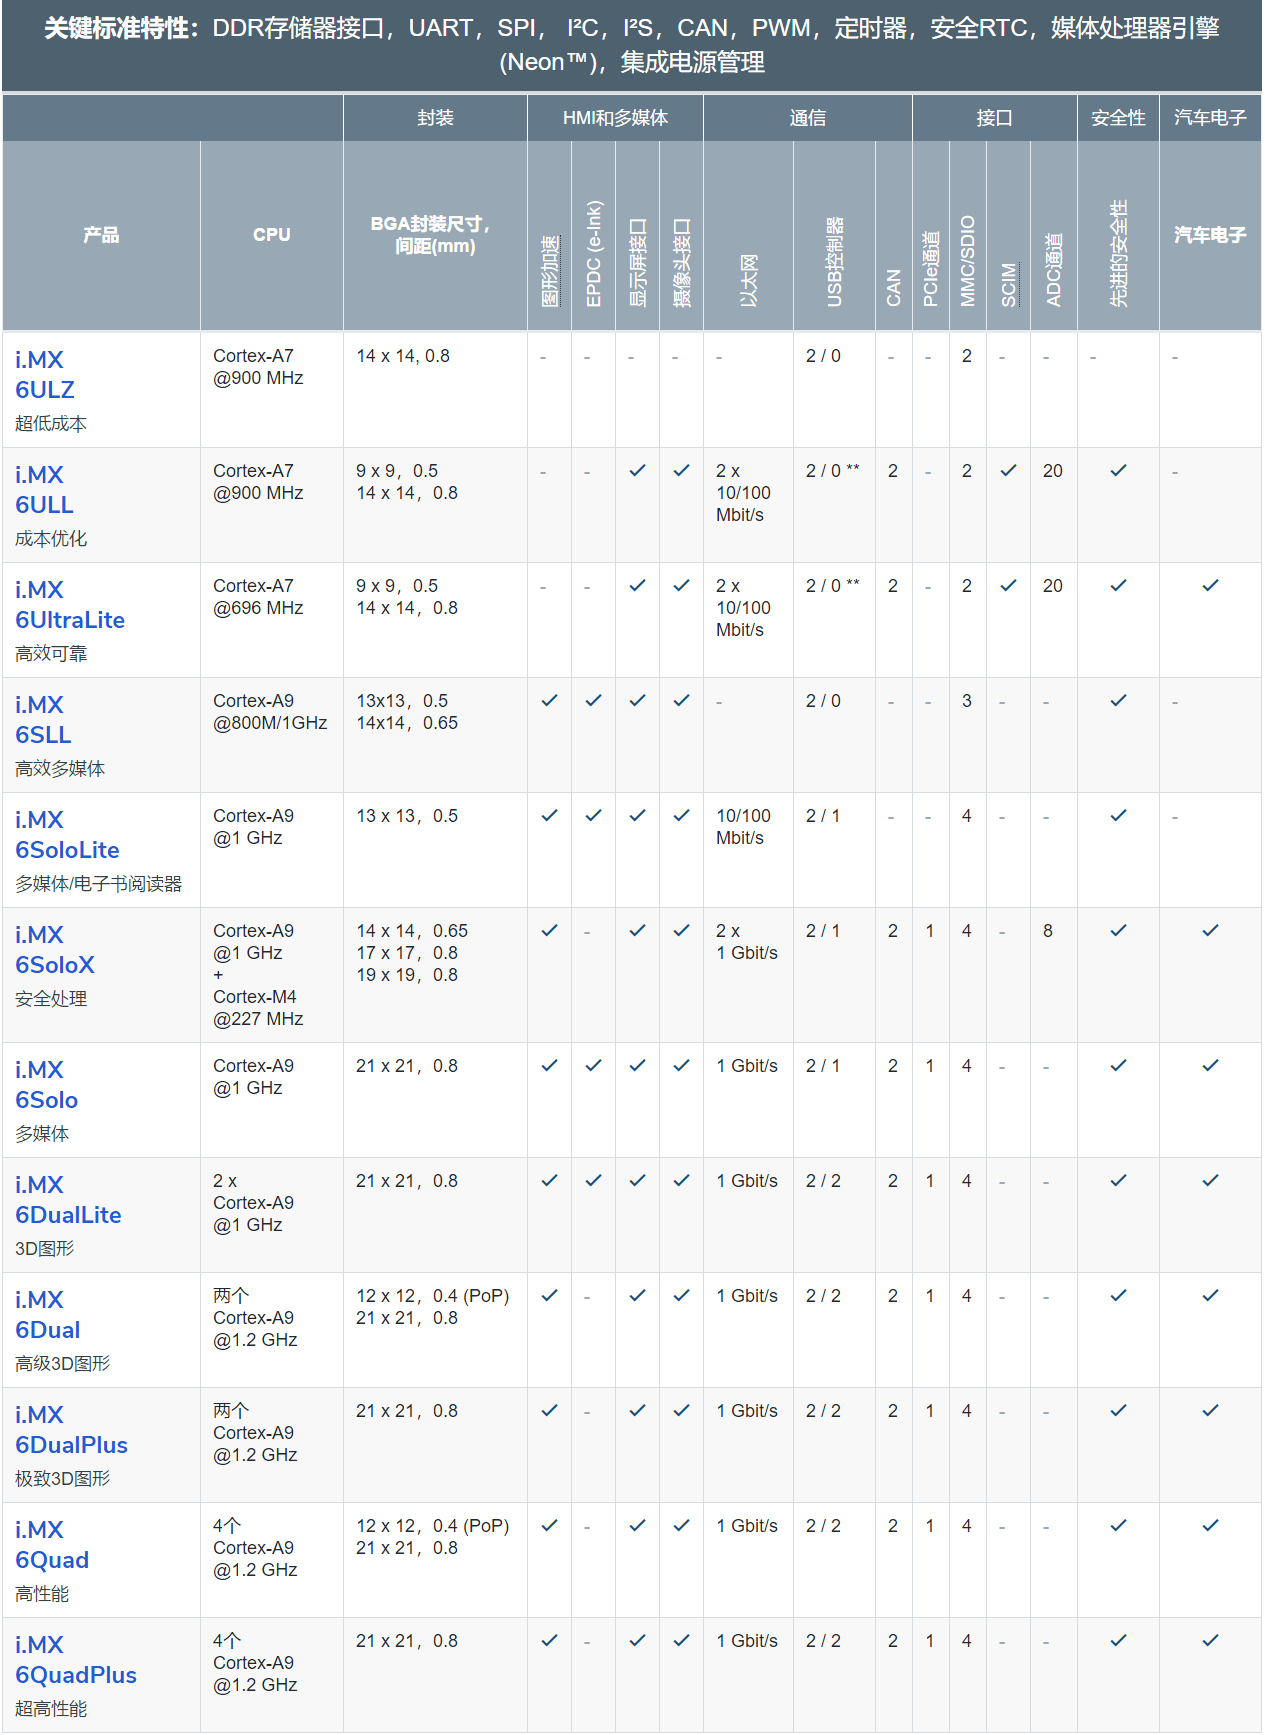 关键标准特性：DDR存储器接口，UART，SPI， I²C，I²S，CAN，PWM，定时器，安全RTC，媒体处理器引擎
(Neon™)，集成电源管理
封装 HMI和多媒体 通信 接口 安全性 汽车电子
产品 CPU BGA封装尺寸，
间距(mm) 图形加速 EPDC (e-Ink) 显示屏接口 摄像头接口 以太网 USB控制器 CAN PCIe通道 MMC/SDIO SCIM ADC通道 先进的安全性 汽车电子
i.MX Cortex-A7 14 x 14, 0.8 - - - - - 2 / 0 - - 2 - - - -
6ULZ @900 MHz
超低成本
i.MX Cortex-A7 9 x 9，0.5 - - ✓ ✓ 2 x 2 / 0 ** 2 - 2 ✓ 20 ✓ -
6ULL @900 MHz 14 x 14，0.8 10/100
成本优化 Mbit/s
i.MX Cortex-A7 9 x 9，0.5 - - ✓ ✓ 2 x 2 / 0 ** 2 - 2 ✓ 20 ✓ ✓
6UltraLite @696 MHz 14 x 14，0.8 10/100
高效可靠 Mbit/s
i.MX Cortex-A9 13x13，0.5 ✓ ✓ ✓ ✓ - 2 / 0 - - 3 - - ✓ -
6SLL @800M/1GHz 14x14，0.65
高效多媒体
i.MX Cortex-A9 13 x 13，0.5 ✓ ✓ ✓ ✓ 10/100 2 / 1 - - 4 - - ✓ -
6SoloLite @1 GHz Mbit/s
多媒体/电子书阅读器
i.MX Cortex-A9 14 x 14，0.65 ✓ - ✓ ✓ 2 x 2 / 1 2 1 4 - 8 ✓ ✓
6SoloX @1 GHz 17 x 17，0.8 1 Gbit/s
+ 19 x 19，0.8
安全处理 Cortex-M4
@227 MHz
i.MX Cortex-A9 21 x 21，0.8 ✓ ✓ ✓ ✓ 1 Gbit/s 2 / 1 2 1 4 - - ✓ ✓
6Solo @1 GHz
多媒体
i.MX 2 x 21 x 21，0.8 ✓ ✓ ✓ ✓ 1 Gbit/s 2 / 2 2 1 4 - - ✓ ✓
6DualLite Cortex-A9
3D图形 @1 GHz
i.MX 两个 12 x 12，0.4 (PoP) ✓ - ✓ ✓ 1 Gbit/s 2 / 2 2 1 4 - - ✓ ✓
6Dual Cortex-A9 21 x 21，0.8
高级3D图形 @1.2 GHz
i.MX 两个 21 x 21，0.8 ✓ - ✓ ✓ 1 Gbit/s 2 / 2 2 1 4 - - ✓ ✓
6DualPlus Cortex-A9
极致3D图形 @1.2 GHz
i.MX 4个 12 x 12，0.4 (PoP) ✓ - ✓ ✓ 1 Gbit/s 2 / 2 2 1 4 - - ✓ ✓
6Quad Cortex-A9 21 x 21，0.8
高性能 @1.2 GHz
i.MX 4个 21 x 21，0.8 ✓ - ✓ ✓ 1 Gbit/s 2 / 2 2 1 4 - - ✓ ✓
6QuadPlus Cortex-A9
超高性能 @1.2 GHz